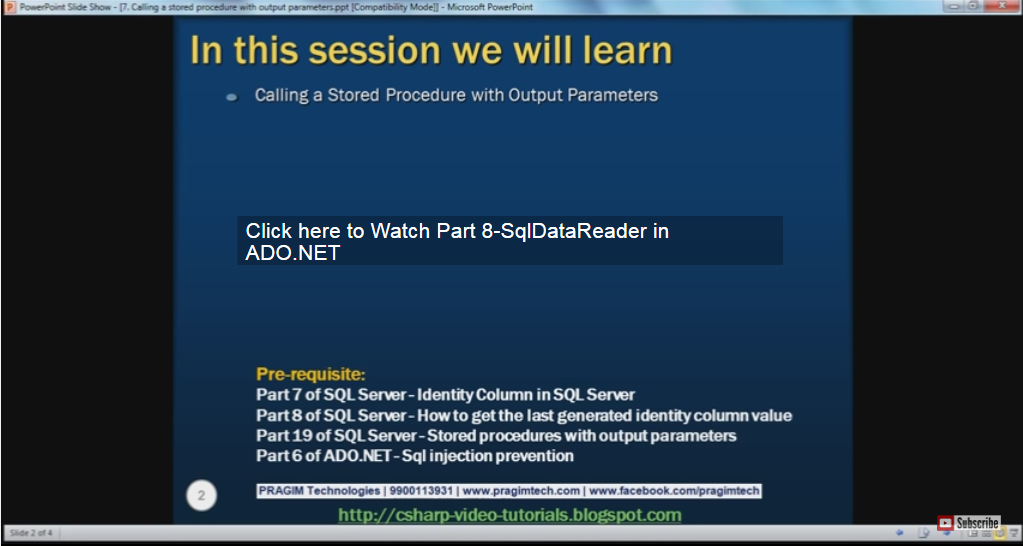 PowerPoint Slide Show - [7. Calling a stored procedure with output parameters.ppt [Compatibility Mode]] - Microsoft PowerPoint
In this session we will learn
Calling a Stored Procedure with Output Parameters
Click here to Watch Part 8-SqlDataReader in
ADO.NET
Pre-requisite:
Part 7 of SQL Server - Identity Column in SQL Server
Part 8 of SQL Server - How to get the last generated identity column value
Part 19 of SQL Server - Stored procedures with output parameters
Part 6 of ADO.NET - Sql injection prevention
2
PRAGIM Technologies | 9900113931 | www.pragimtech.com | www.facebook.com/pragimtech
http://csharp-video-tutorials.blogspot.com
Subscribe
Slide 2 of 4